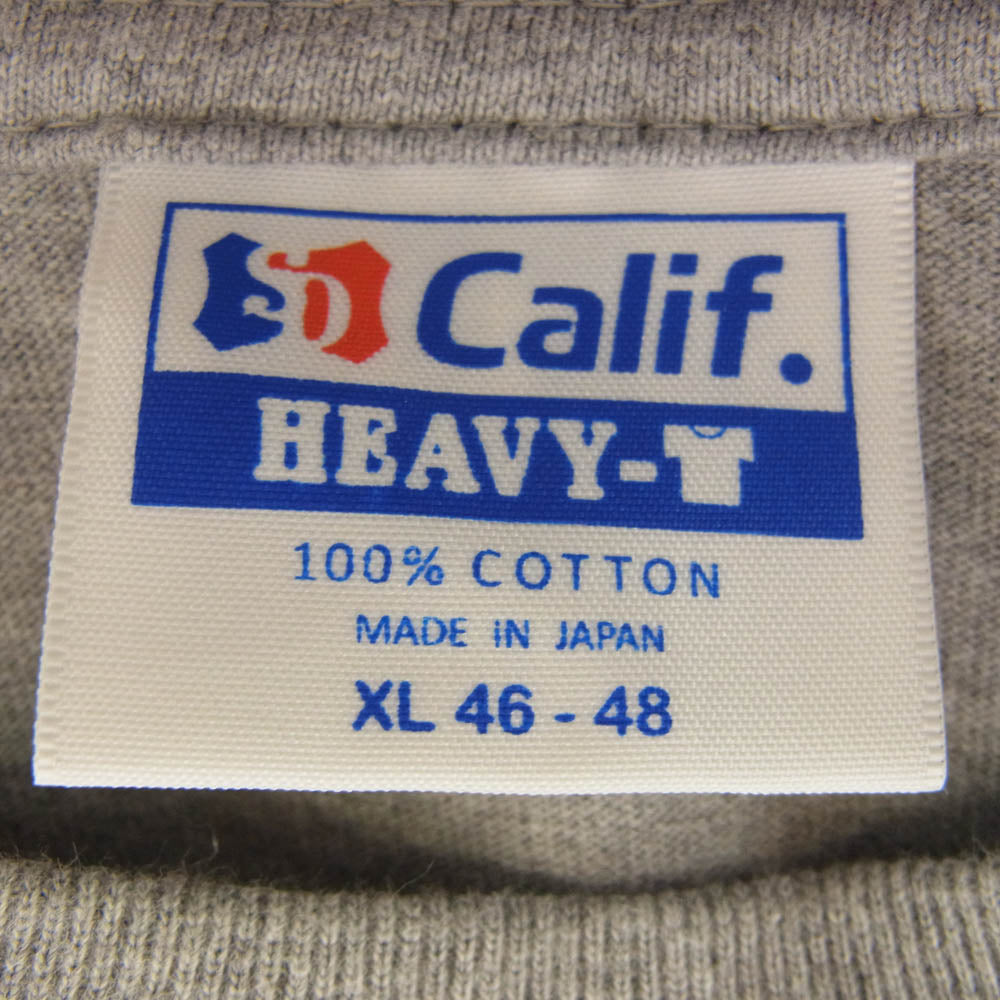 SD Calif.
HEAVY-T
100% COTTON
MADE IN JAPAN
XL 46 - 48